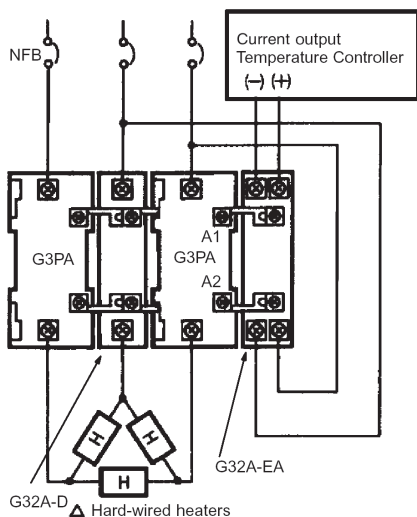 Current output
Temperature Controller
(−) (+)
NFB
A1
G3PA
G3PA
A2
G32A-EA
G32A-D
H
H
H
Δ Hard-wired heaters